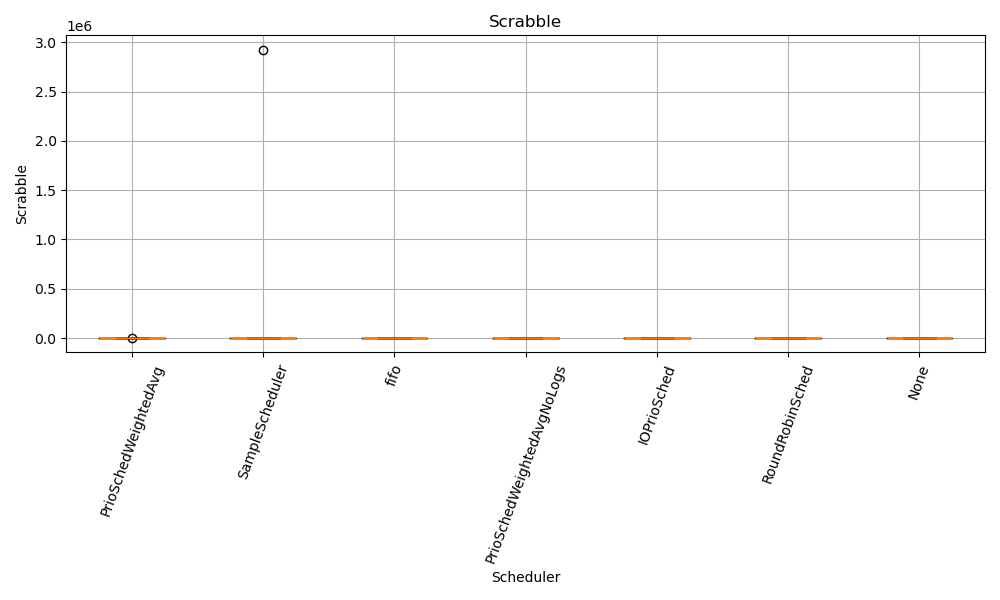 Scrabble
1e6
3.0
2.5
2.0
1.5
1.0
0.5
0.0
Scrabble
PrioSchedWeightedAvg
SampleScheduler
fifo
PrioSchedWeightedAvgNoLogs
IOPrioSched
RoundRobinSched
None
Scheduler